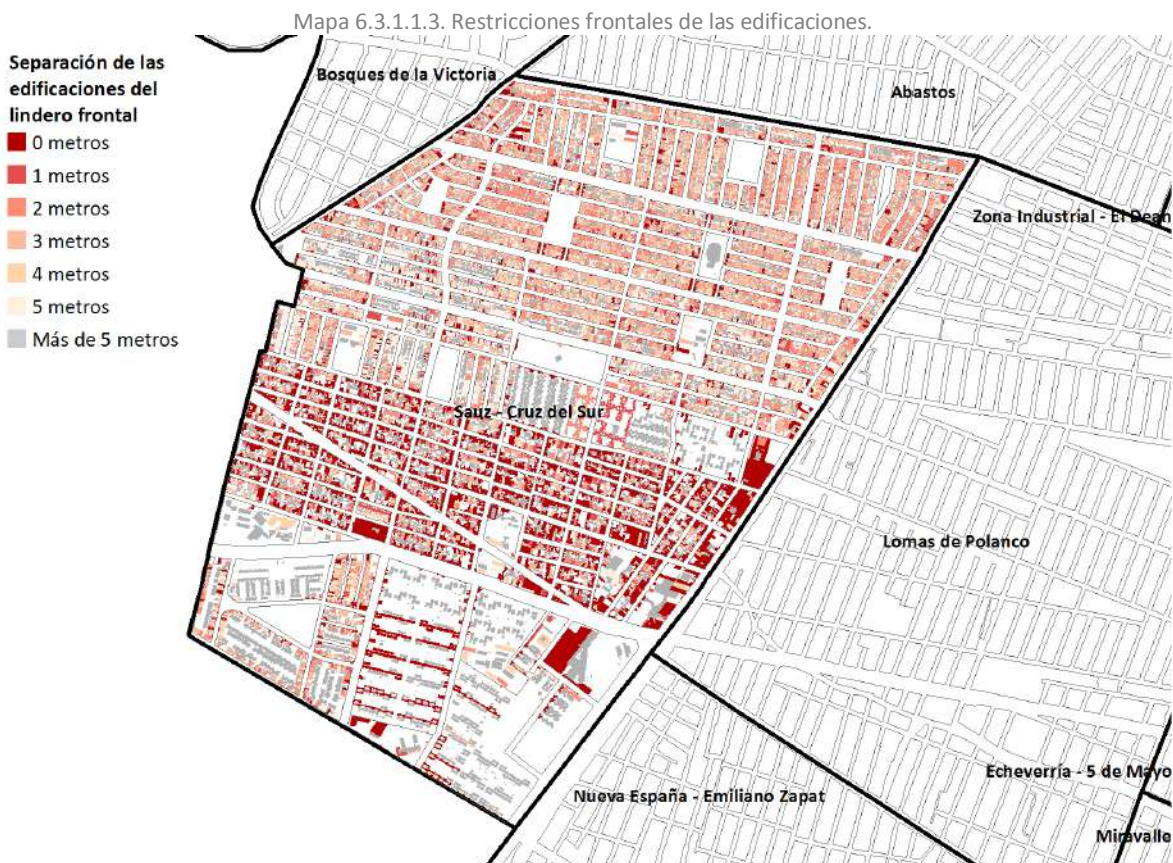 Mapa 6.3.1.1.3. Restricciones frontales de las edificaciones.
Separación de las
edificaciones del
lindero frontal
0 metros
1 metros
2 metros
3 metros
4 metros
5 metros
Más de 5 metros
Bosques de la Victoria
Abastos
Zona Industrial - El Dean
Sauz - Cruz del Sur
Lomas de Polanco
Echeverría - 5 de Mayo
Nueva España - Emiliano Zapat
Miravalle